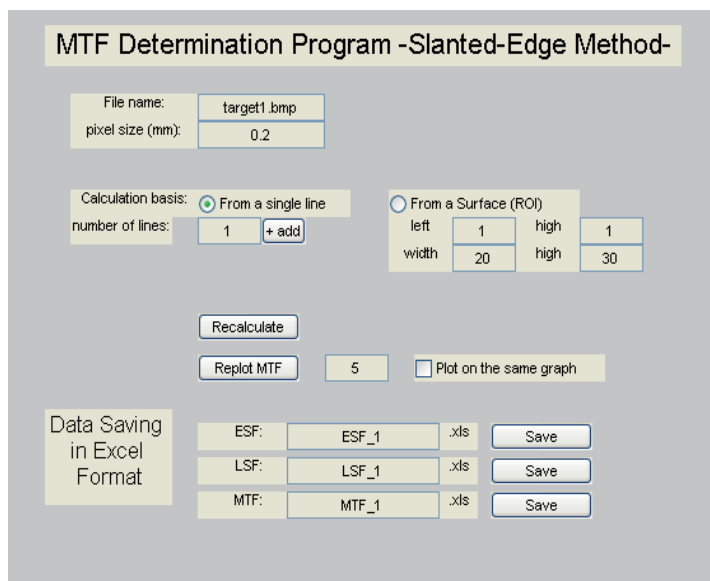 MTF Determination Program -Slanted-Edge Method-
File name: target1.bmp
pixel size (mm): 0.2
Calculation basis: From a single line From a Surface (ROI)
number of lines: 1 + add left 1 high 1
width 20 high 30
Recalculate
Replot MTF 5 Plot on the same graph
Data Saving
in Excel
Format
ESF: ESF_1 .xls Save
LSF: LSF_1 .xls Save
MTF: MTF_1 .xls Save